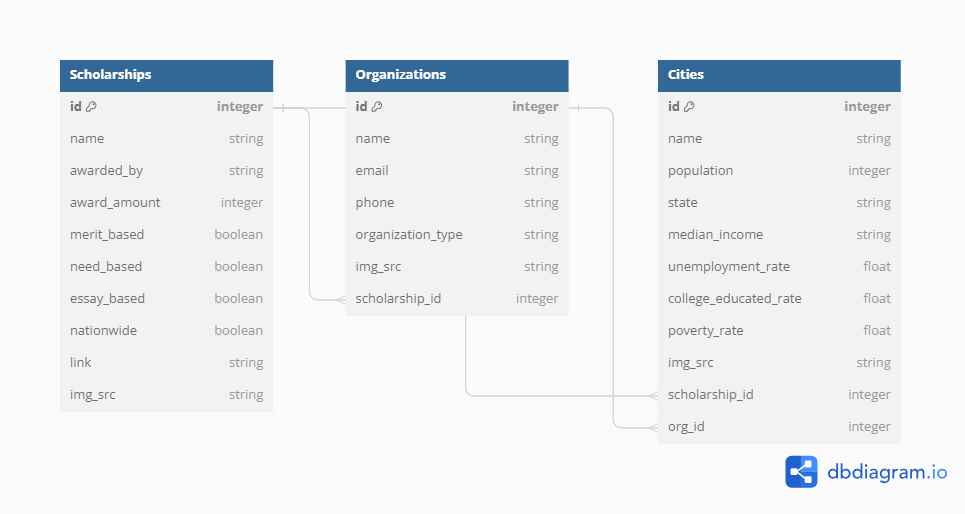 Scholarships
id integer
name string
awarded_by string
award_amount integer
merit_based boolean
need_based boolean
essay_based boolean
nationwide boolean
link string
img_src string
Organizations
id integer
name string
email string
phone string
organization_type string
img_src string
scholarship_id integer
Cities
id integer
name string
population integer
state string
median_income string
unemployment_rate float
college_educated_rate float
poverty_rate float
img_src string
scholarship_id integer
org_id integer
dbdiagram.io